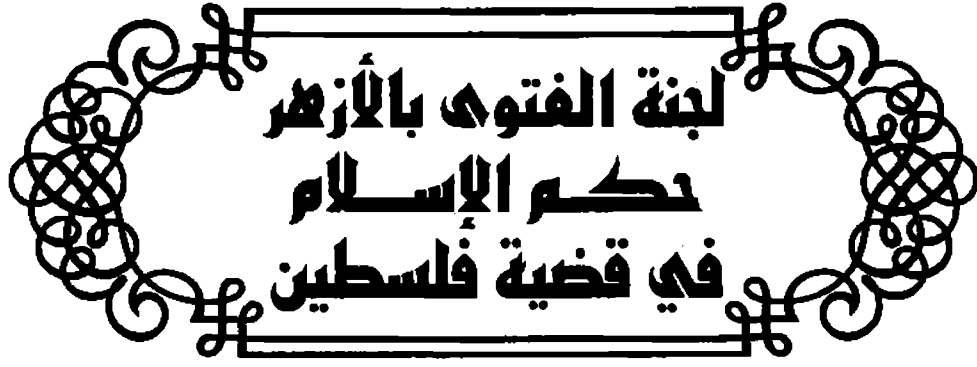 لجنة الفتوى بالأزهر
حكم الإسلام
في قضية فلسطين